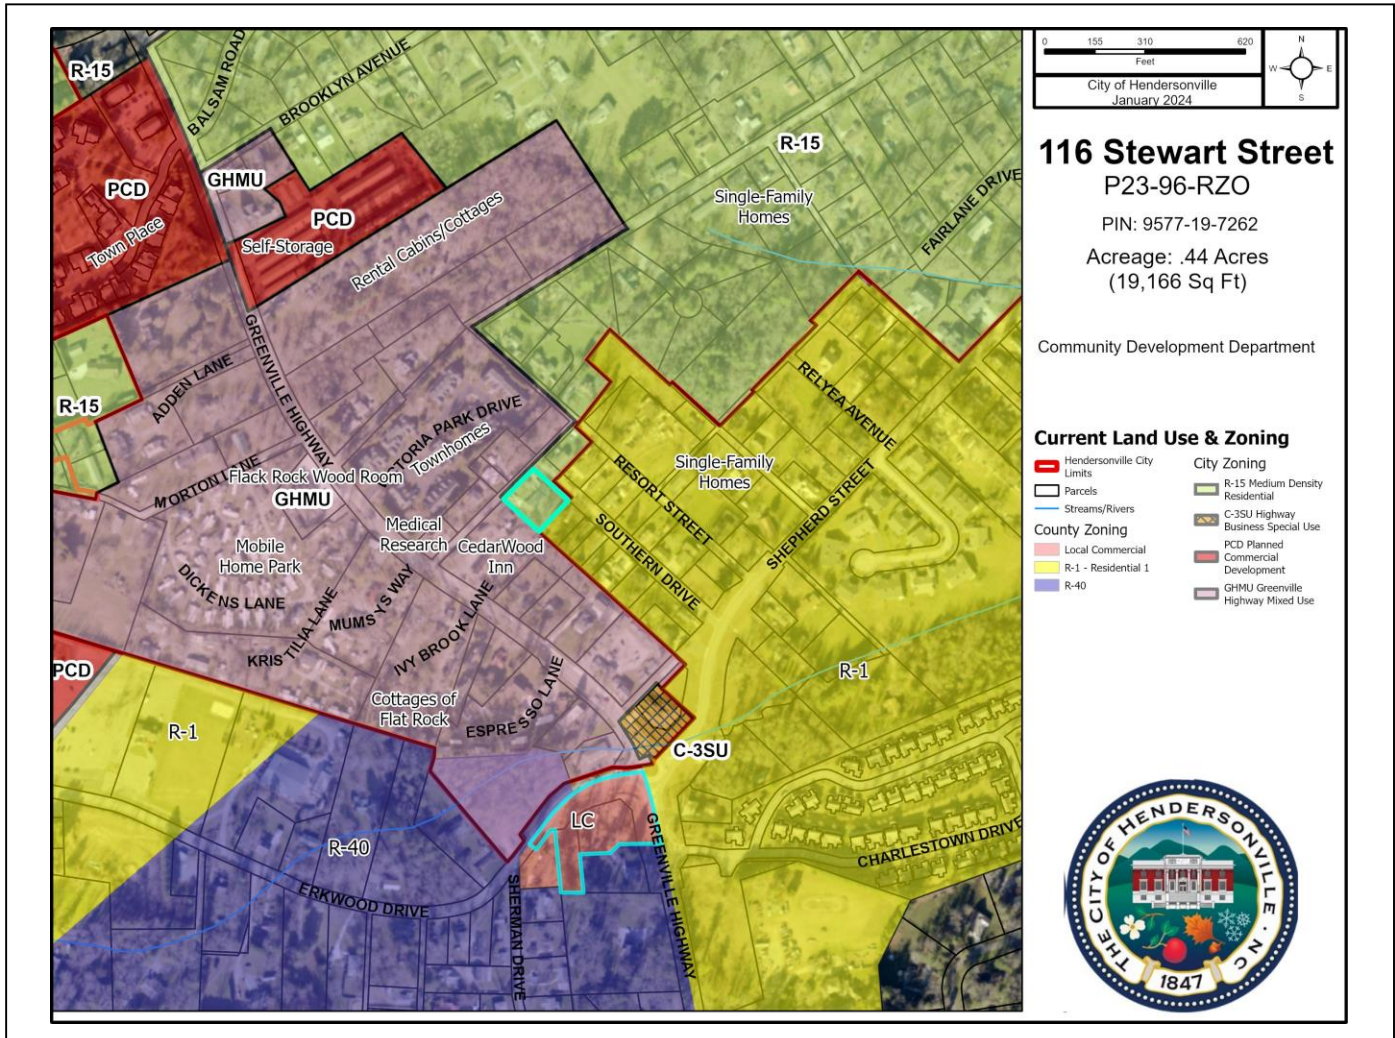 0 155 310 620
Feet
City of Hendersonville
January 2024
N
W E
S
116 Stewart Street
P23-96-RZO
PIN: 9577-19-7262
Acreage: .44 Acres
(19,166 Sq Ft)
Community Development Department
Current Land Use & Zoning
Hendersonville City
Limits
Parcels
Streams/Rivers
County Zoning
Local Commercial
R-1 - Residential 1
R-40
City Zoning
R-15 Medium Density
Residential
C-3SU Highway
Business Special Use
PCD Planned
Commercial
Development
GHMU Greenville
Highway Mixed Use
THE CITY OF HENDERSONVILLE · N C
1847
R-15
BALSAM ROAD
BROOKLYN AVENUE
PCD
GHMU
PCD
Town Place
Self-Storage
Rental Cabins/Cottages
R-15
Single-Family
Homes
FAIRLANE DRIVE
GREENVILLE HIGHWAY
ADDEN LANE
R-15
MORTON LANE
Flack Rock Wood Room
GHMU
TORIA PARK DRIVE
Townhomes
RELYEA AVENUE
Single-Family
Homes
RESORT STREET
SHEPHERD STREET
SOUTHERN DRIVE
Medical
Research
CedarWood
Inn
Mobile
Home Park
DICKENS LANE
KRISTILIA LANE
MUMSYS WAY
IVY BROOK LANE
ESPRESSO LANE
Cottages of
Flat Rock
PCD
R-1
R-1
C-3SU
LC
R-40
ERKWOOD DRIVE
SHERMAN DRIVE
GREENVILLE HIGHWAY
CHARLESTOWN DRIVE